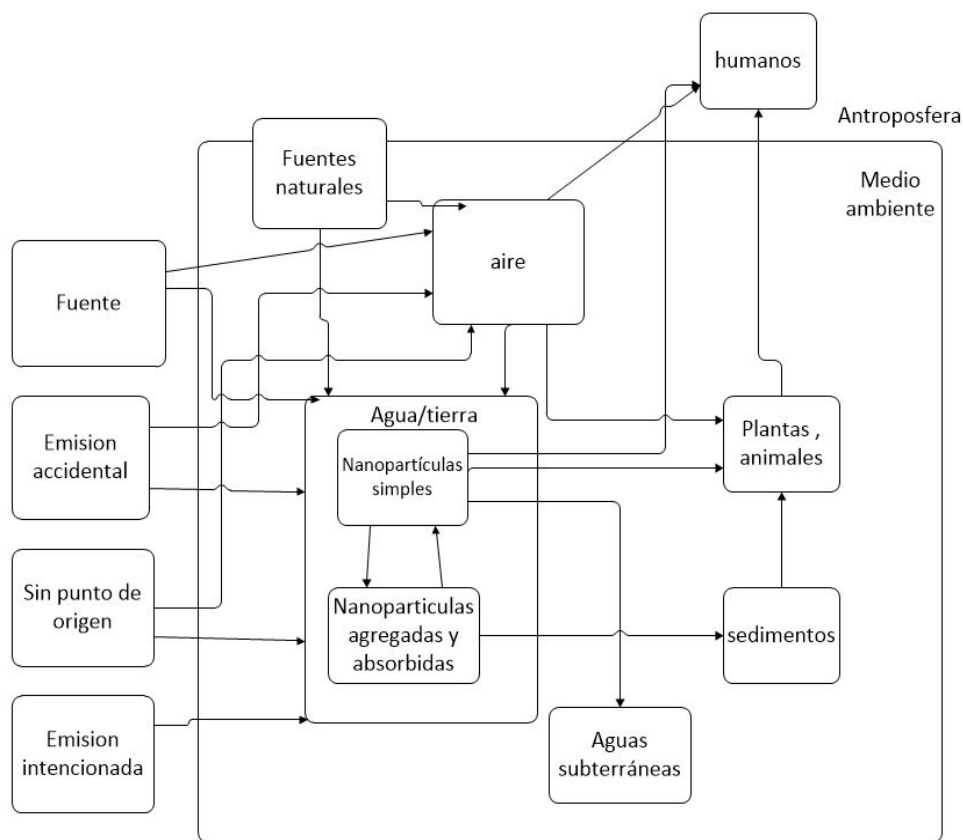 humanos
Antroposfera
Fuentes
naturales
Medio
ambiente
aire
Fuente
Agua/tierra
Emision
accidental
Nanopartículas
simples
Plantas ,
animales
Sin punto de
origen
Nanoparticulas
agregadas y
absorbidas
sedimentos
Emision
intencionada
Aguas
subterráneas